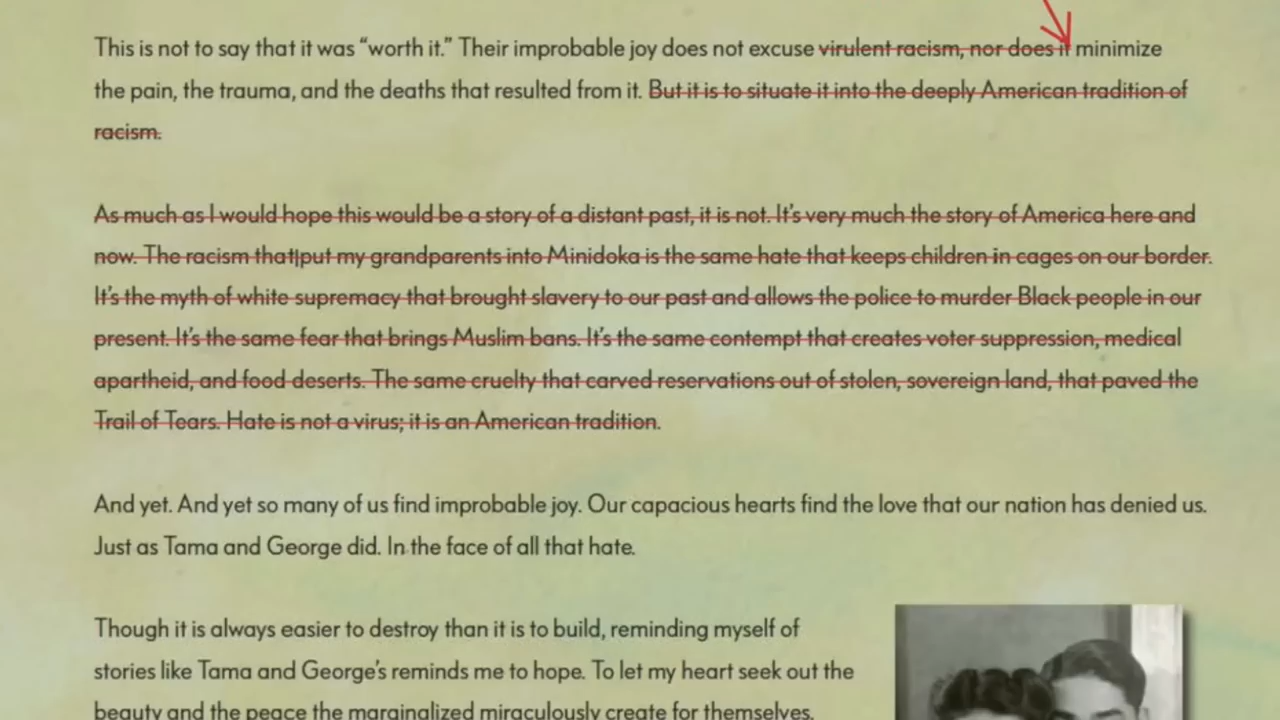 This is not to say that it was “worth it.” Their improbable joy does not excuse virulent racism, nor does it minimize
the pain, the trauma, and the deaths that resulted from it. But it is to situate it into the deeply American tradition of
racism.
As much as I would hope this would be a story of a distant past, it is not. It’s very much the story of America here and
now. The racism that put my grandparents into Minidoka is the same hate that keeps children in cages on our border.
It’s the myth of white supremacy that brought slavery to our past and allows the police to murder Black people in our
present. It’s the same fear that brings Muslim bans. It’s the same contempt that creates voter suppression, medical
apartheid, and food deserts. The same cruelty that carved reservations out of stolen, sovereign land, that paved the
Trail of Tears. Hate is not a virus; it is an American tradition.
And yet. And yet so many of us find improbable joy. Our capacious hearts find the love that our nation has denied us.
Just as Tama and George did. In the face of all that hate.
Though it is always easier to destroy than it is to build, reminding myself of
stories like Tama and George’s reminds me to hope. To let my heart seek out the
beauty and the peace the marginalized miraculously create for themselves.